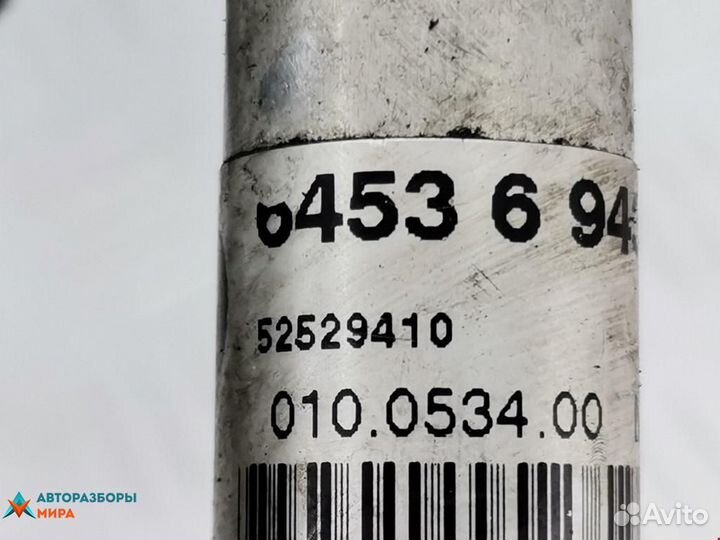 6453 6 94
52529410
010.0534.00
АВТОРАЗБОРЫ
МИРА
Avito